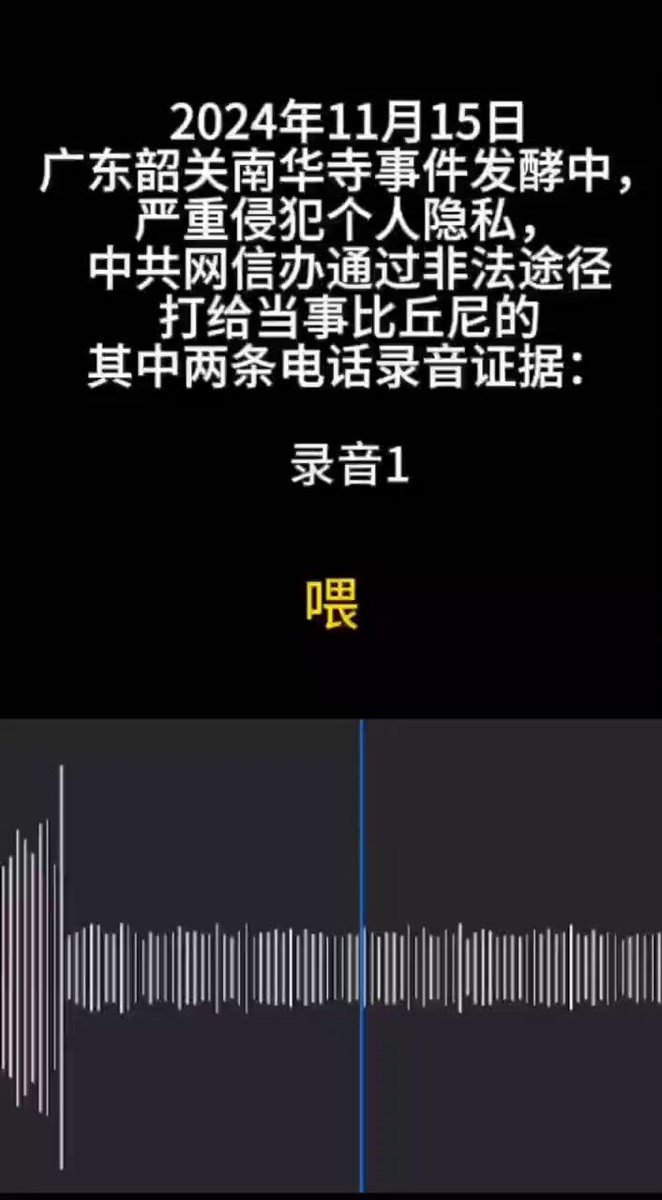 2024年11月15日
广东韶关南华寺事件发酵中，
严重侵犯个人隐私，
中共网信办通过非法途径
打给当事比丘尼的
其中两条电话录音证据：
录音1
喂